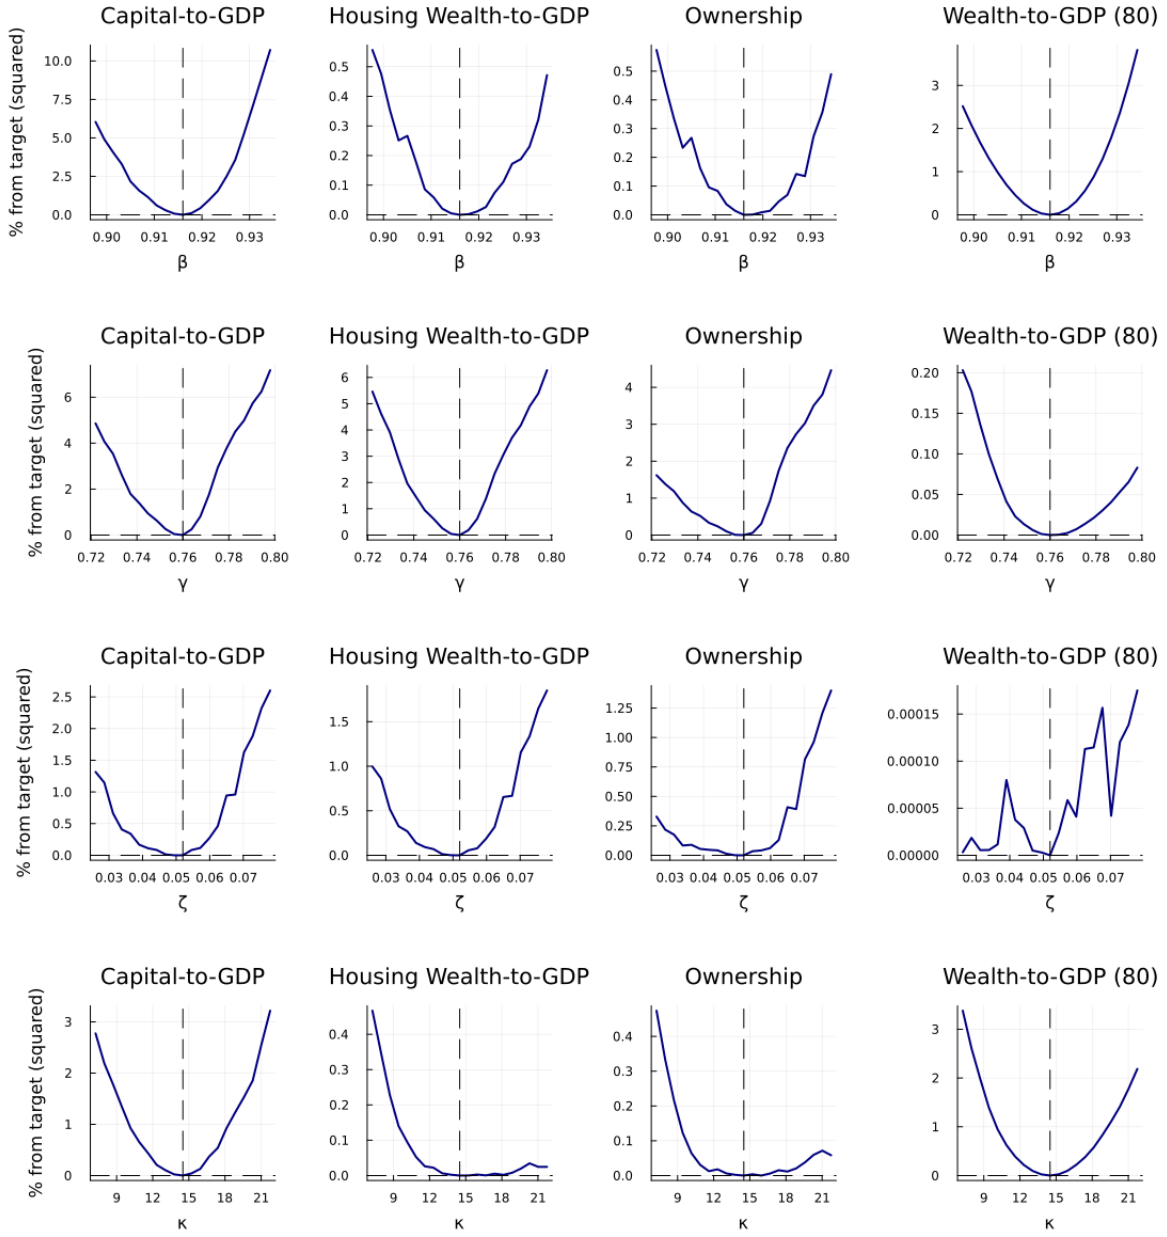 Capital-to-GDP Housing Wealth-to-GDP Ownership Wealth-to-GDP (80)
% from target (squared)
10.0
7.5
5.0
2.5
0.0
0.90 0.91 0.92 0.93
β
0.5
0.4
0.3
0.2
0.1
0.0
0.90 0.91 0.92 0.93
β
0.5
0.4
0.3
0.2
0.1
0.0
0.90 0.91 0.92 0.93
β
3
2
1
0
0.90 0.91 0.92 0.93
β
Capital-to-GDP Housing Wealth-to-GDP Ownership Wealth-to-GDP (80)
% from target (squared)
6
4
2
0
0.72 0.74 0.76 0.78 0.80
γ
6
5
4
3
2
1
0
0.72 0.74 0.76 0.78 0.80
γ
4
3
2
1
0
0.72 0.74 0.76 0.78 0.80
γ
0.20
0.15
0.10
0.05
0.00
0.72 0.74 0.76 0.78 0.80
γ
Capital-to-GDP Housing Wealth-to-GDP Ownership Wealth-to-GDP (80)
% from target (squared)
2.5
2.0
1.5
1.0
0.5
0.0
0.03 0.04 0.05 0.06 0.07
ζ
1.5
1.0
0.5
0.0
0.03 0.04 0.05 0.06 0.07
ζ
1.25
1.00
0.75
0.50
0.25
0.00
0.03 0.04 0.05 0.06 0.07
ζ
0.00015
0.00010
0.00005
0.00000
0.03 0.04 0.05 0.06 0.07
ζ
Capital-to-GDP Housing Wealth-to-GDP Ownership Wealth-to-GDP (80)
% from target (squared)
3
2
1
0
9 12 15 18 21
κ
0.4
0.3
0.2
0.1
0.0
9 12 15 18 21
κ
0.4
0.3
0.2
0.1
0.0
9 12 15 18 21
κ
3
2
1
0
9 12 15 18 21
κ